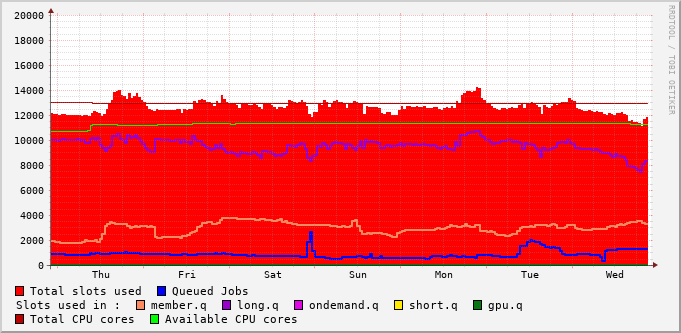 20000
18000
16000
14000
12000
10000
8000
6000
4000
2000
0
Thu Fri Sat Sun Mon Tue Wed
RRDTOOL / TOBI OETIKER
Total slots used Queued Jobs
Slots used in : member.q long.q ondemand.q short.q gpu.q
Total CPU cores Available CPU cores